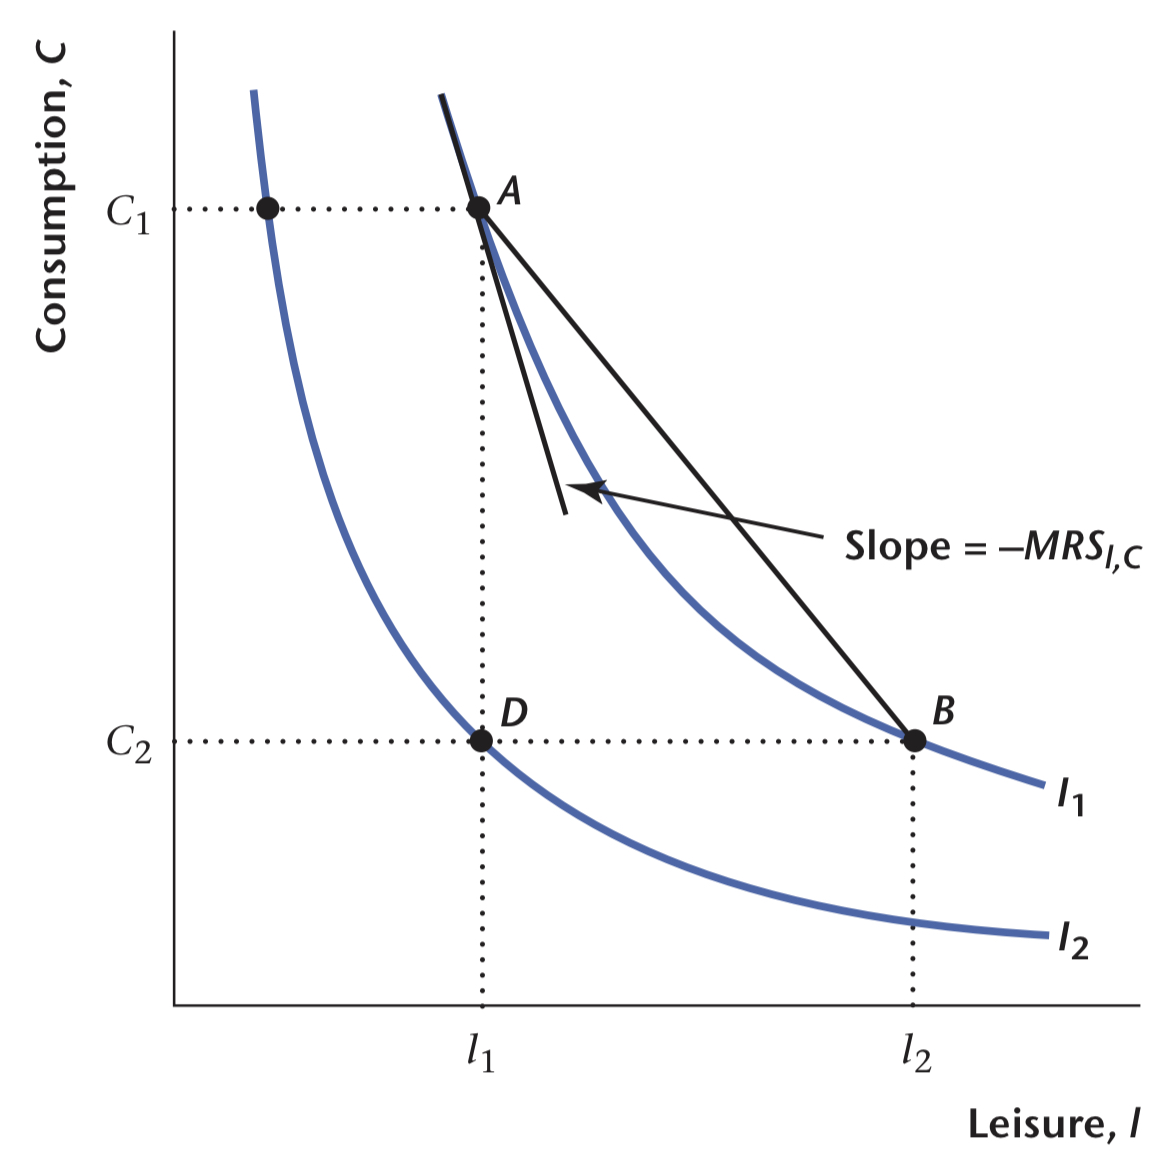 Consumption, C
C1
A
Slope = –MRSl,C
D
B
C2
I1
I2
l1
l2
Leisure, l